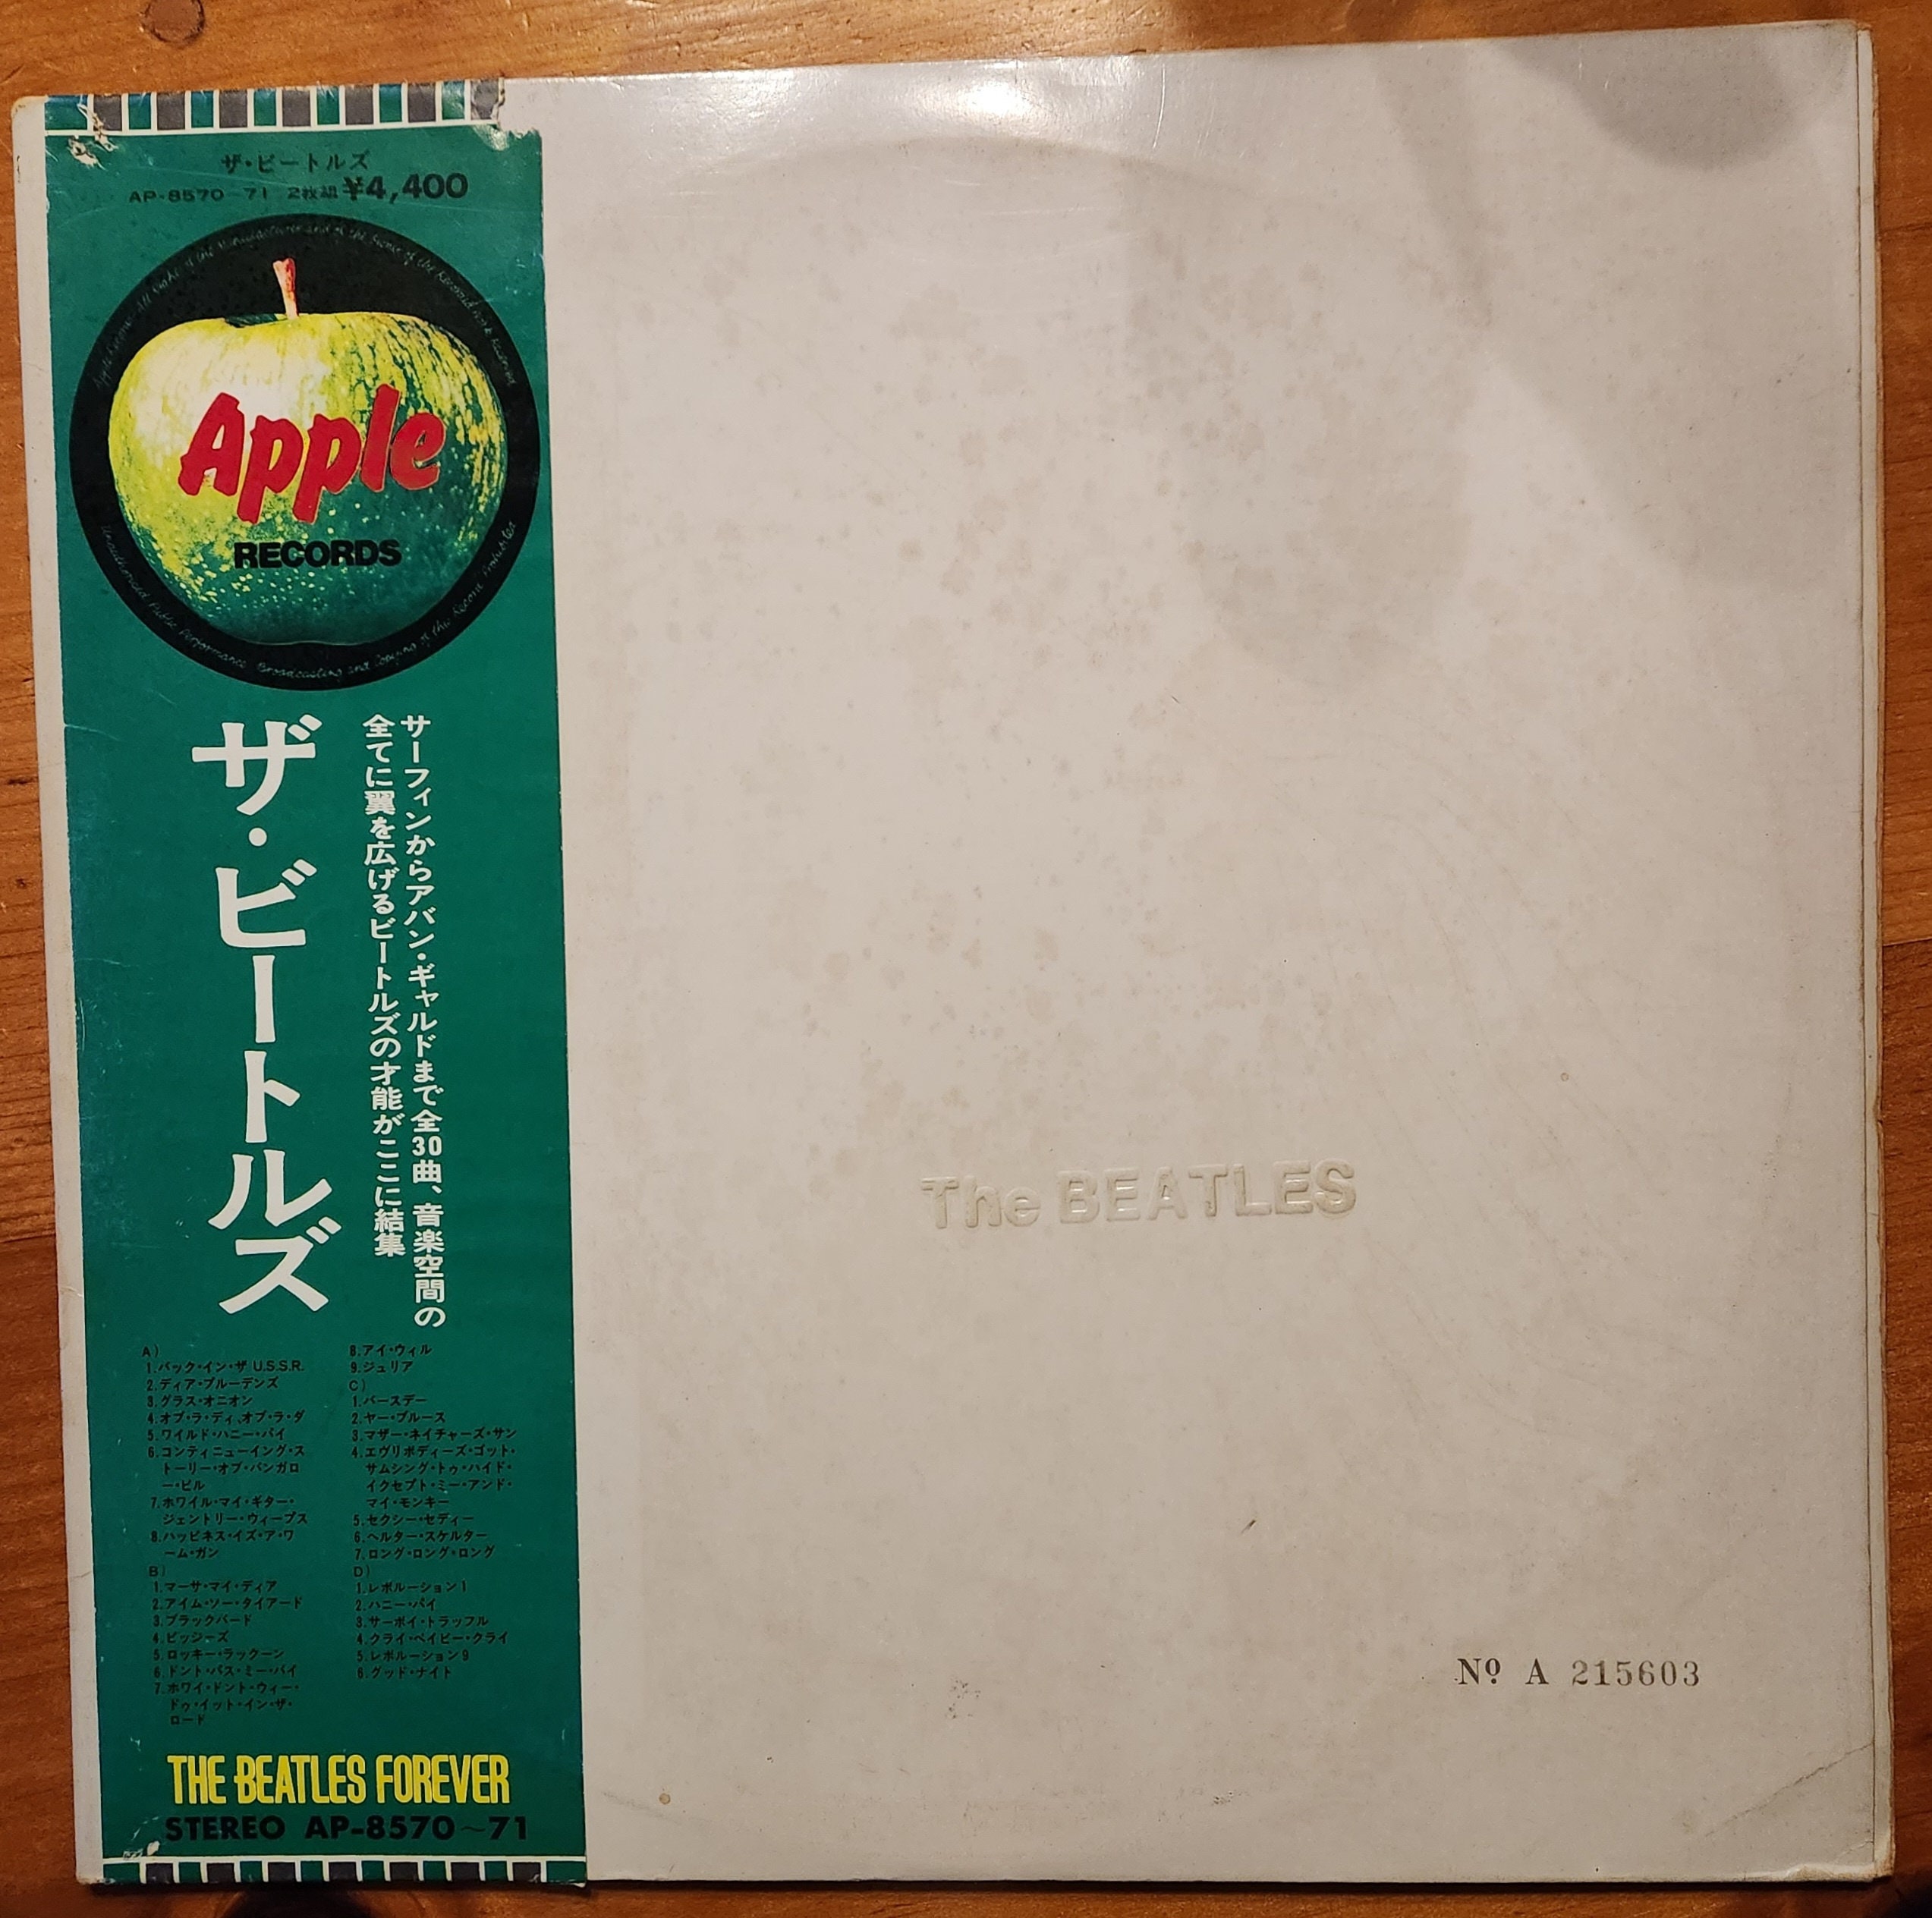 ザ・ビートルズ
AP-8570~71 2枚組 ¥4,400
Apple
RECORDS
サーフィンからアバン・ギャルドまで全30曲、音楽空間の
全てに翼を広げるビートルズの才能がここに結集
ザ・ビートルズ
A)
1.バック・イン・ザ U.S.S.R.
2.ディア・プルーデンズ
3.グラス・オニオン
4.オブ・ラ・ディ、オブ・ラ・ダ
5.ワイルド・ハニー・パイ
6.コンティニューイング・ス
トーリー・オブ・バンガロ
ー・ビル
7.ホワイル・マイ・ギター・
ジェントリー・ウィープス
8.ハッピネス・イズ・ア・ワ
ーム・ガン
B)
1.マーサ・マイ・ディア
2.アイム・ソー・タイアード
3.ブラックバード
4.ピッジーズ
5.ロッキー・ラックーン
6.ドント・パス・ミー・バイ
7.ホワイ・ドント・ウィー・
ドゥ・イット・イン・ザ・
ロード
8.アイ・ウィル
9.ジュリア
C)
1.バースデー
2.ヤー・ブルース
3.マザー・ネイチャーズ・サン
4.エヴリボディーズ・ゴット・
サムシング・トゥ・ハイド・
イクセプト・ミー・アンド・
マイ・モンキー
5.セクシー・セディー
6.ヘルター・スケルター
7.ロング・ロング・ロング
D)
1.レボルーション1
2.ハニー・パイ
3.サーボイ・トラッフル
4.クライ・ベイビー・クライ
5.レボルーション9
6.グッド・ナイト
THE BEATLES FOREVER
STEREO AP-8570~71
The BEATLES
Nº A 215603